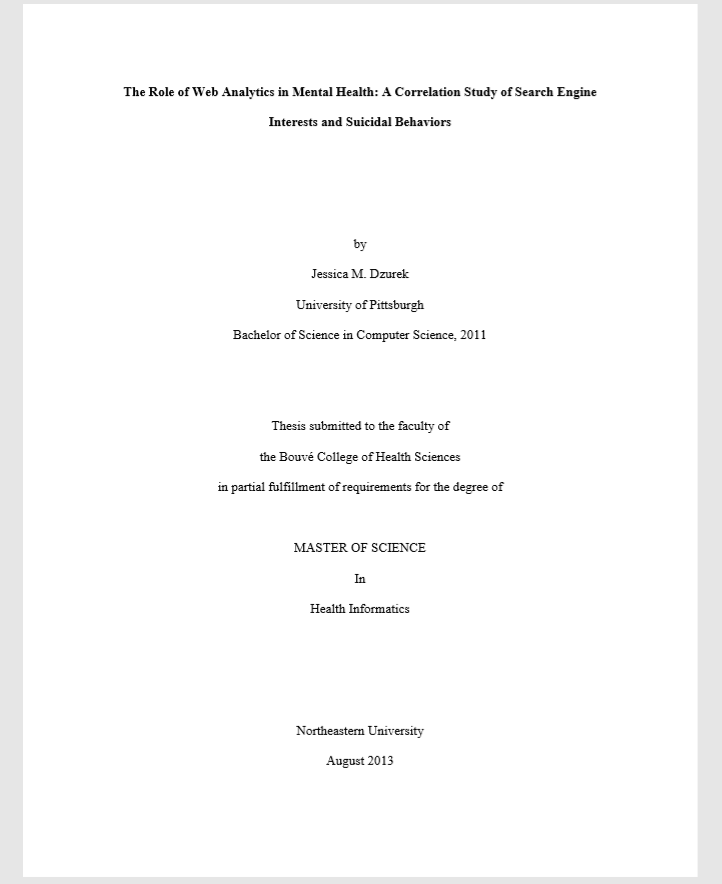 The Role of Web Analytics in Mental Health: A Correlation Study of Search Engine
Interests and Suicidal Behaviors
by
Jessica M. Dzurek
University of Pittsburgh
Bachelor of Science in Computer Science, 2011
Thesis submitted to the faculty of
the Bouvé College of Health Sciences
in partial fulfillment of requirements for the degree of
MASTER OF SCIENCE
In
Health Informatics
Northeastern University
August 2013